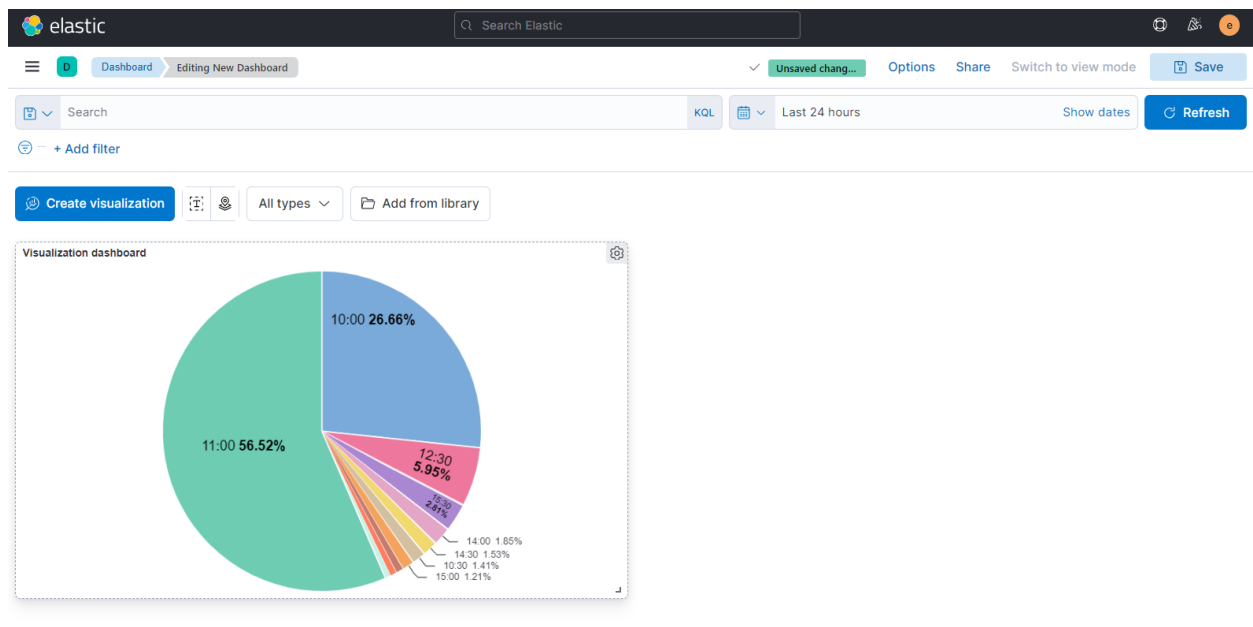 elastic
Search Elastic
e
D
Dashboard
Editing New Dashboard
Unsaved chang...
Options
Share
Switch to view mode
Save
Search
KQL
Last 24 hours
Show dates
Refresh
+ Add filter
Create visualization
All types
Add from library
Visualization dashboard
10:00 26.66%
11:00 56.52%
12:30
5.95%
15:30
2.81%
14:00 1.85%
14:30 1.53%
10:30 1.41%
15:00 1.21%